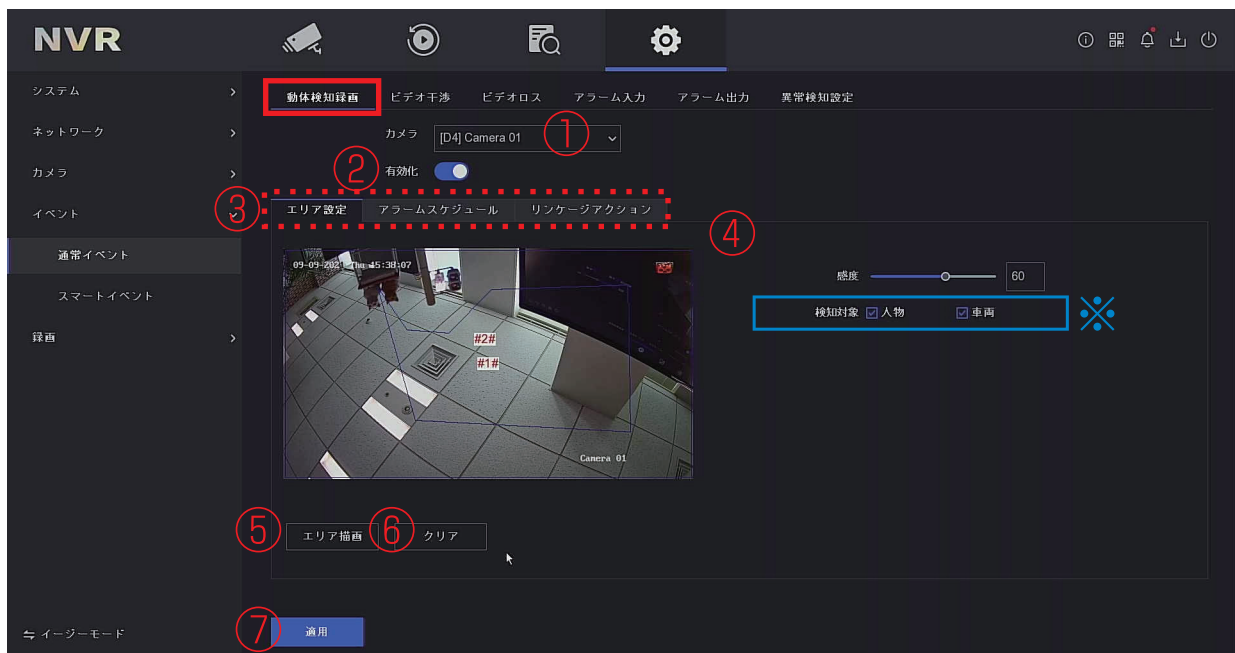 NVR
システム
ネットワーク
カメラ
イベント
通常イベント
スマートイベント
録画
イージーモード
動体検知録画 ビデオ干渉 ビデオロス アラーム入力 アラーム出力 異常検知設定
カメラ [D4] Camera 01 ①
② 有効化
③ エリア設定 アラームスケジュール リンケージアクション
④
感度 60
検知対象 人物 車両 ※
#2#
#1#
Camera 01
⑤ エリア描画 ⑥ クリア
⑦ 適用